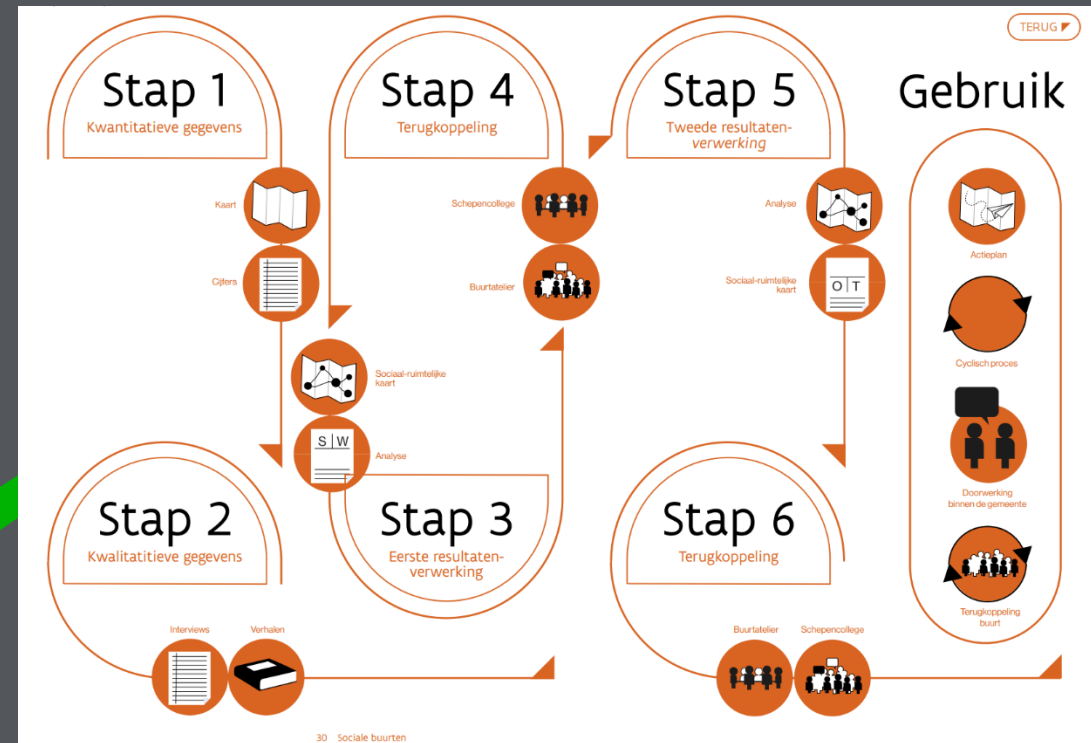 TERUG
Stap 1
Kwantitatieve gegevens
Kaart
Cijfers
Stap 2
Kwalitatitieve gegevens
Interviews
Verhalen
Sociaal-ruimtelijke
kaart
S W
Analyse
Stap 3
Eerste resultaten-
verwerking
Stap 4
Terugkoppeling
Schepencollege
Buurtatelier
Stap 5
Tweede resultaten-
verwerking
Analyse
Sociaal-ruimtelijke
kaart
O T
Stap 6
Terugkoppeling
Buurtatelier
Schepencollege
Gebruik
Actieplan
Cyclisch proces
Doorwerking
binnen de gemeente
Terugkoppeling
buurt
30 Sociale buurten